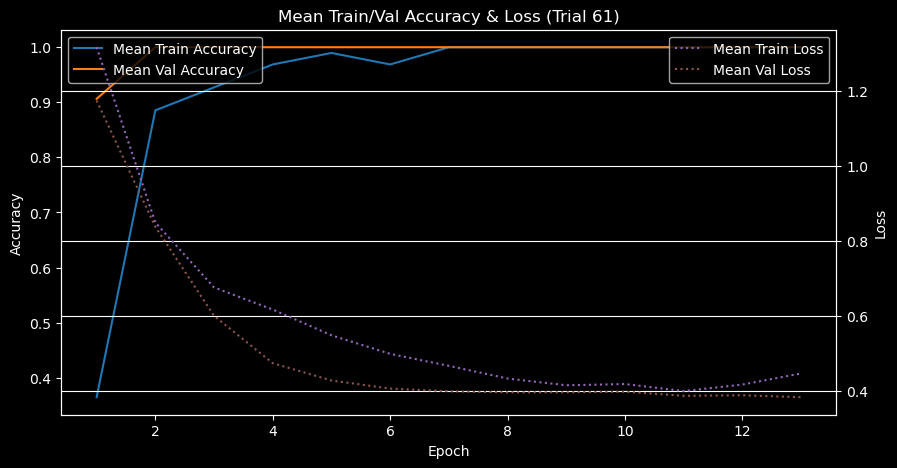 Mean Train/Val Accuracy & Loss (Trial 61)
Mean Train Accuracy
Mean Val Accuracy
Mean Train Loss
Mean Val Loss
Accuracy
1.0
0.9
0.8
0.7
0.6
0.5
0.4
Loss
1.2
1.0
0.8
0.6
0.4
2 4 6 8 10 12
Epoch